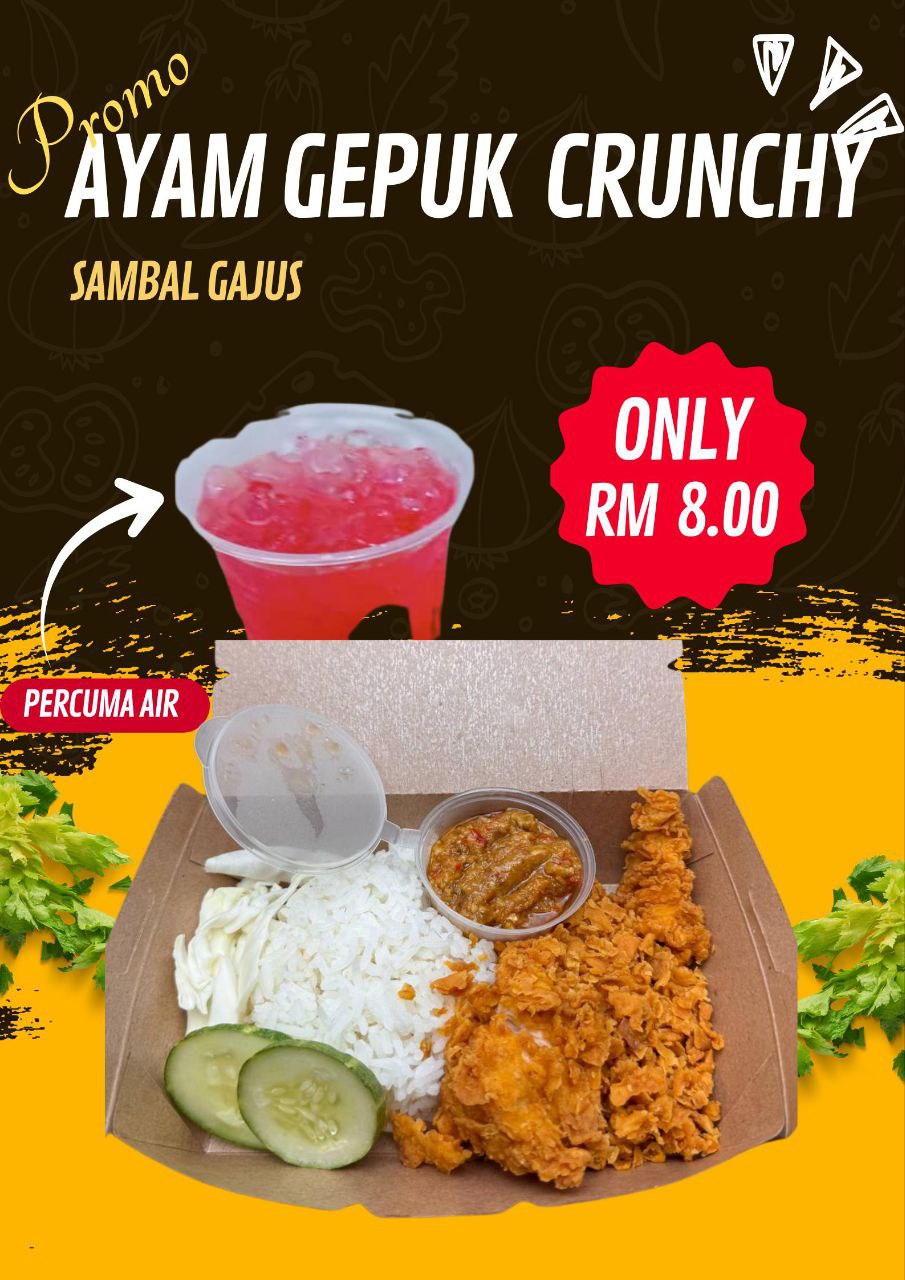 Promo
AYAM GEPUK CRUNCHY
SAMBAL GAJUS
ONLY
RM 8.00
PERCUMA AIR
-